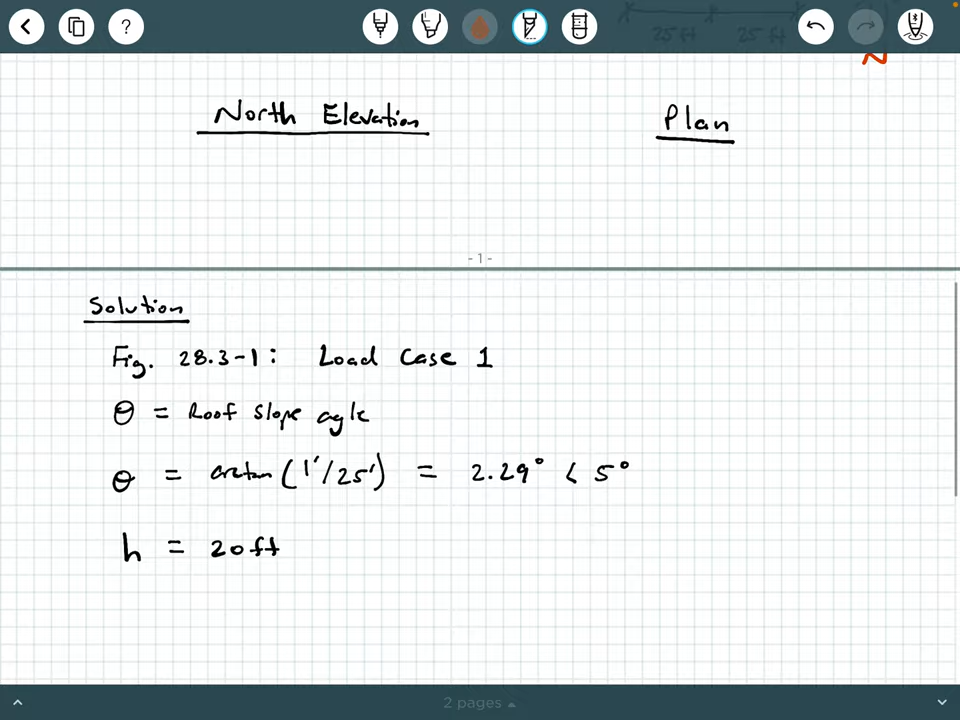 ?
25 ft 25 ft
N
North Elevation
Plan
- 1 -
Solution
Fig. 28.3-1: Load Case 1
θ = Roof slope agle
θ = arctan (1'/25') = 2.29° < 5°
h = 20ft
2 pages